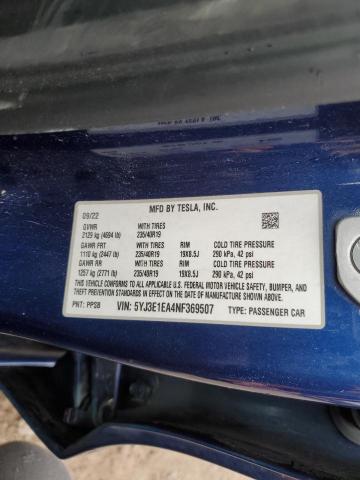 MFD BY TESLA, INC.
09/22
GVWR WITH TIRES
2129 kg (4694 lb) 235/40R19
GAWR FRT WITH TIRES RIM COLD TIRE PRESSURE
1110 kg (2447 lb) 235/40R19 19X8.5J 290 kPa, 42 psi
GAWR RR WITH TIRES RIM COLD TIRE PRESSURE
1257 kg (2771 lb) 235/40R19 19X8.5J 290 kPa, 42 psi
THIS VEHICLE CONFORMS TO ALL APPLICABLE U.S. FEDERAL MOTOR VEHICLE SAFETY, BUMPER, AND
THEFT PREVENTION STANDARDS IN EFFECT ON THE DATE OF MANUFACTURE SHOWN ABOVE.
PNT: PPSB VIN: 5YJ3E1EA4NF369507 TYPE: PASSENGER CAR